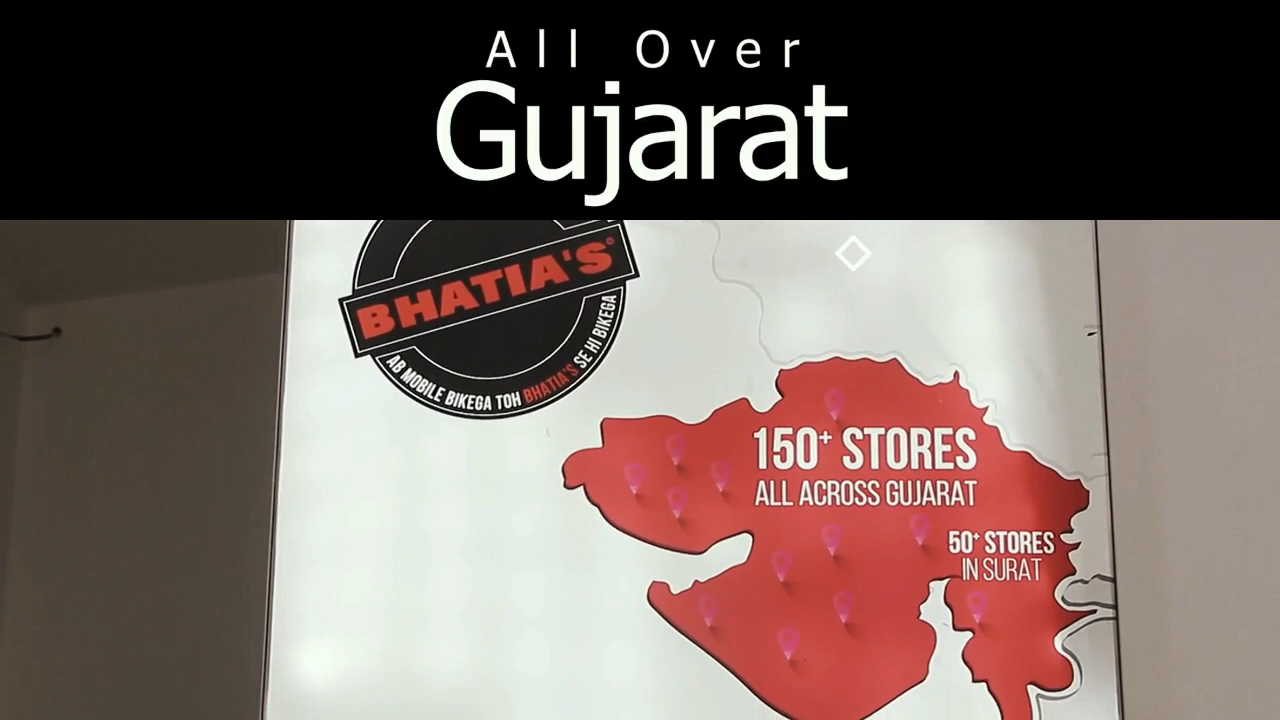 All Over
Gujarat
BHATIA'S
AB MOBILE BIKEGA TOH BHATIA'S SE HI BIKEGA
150+ STORES
ALL ACROSS GUJARAT
50+ STORES
IN SURAT